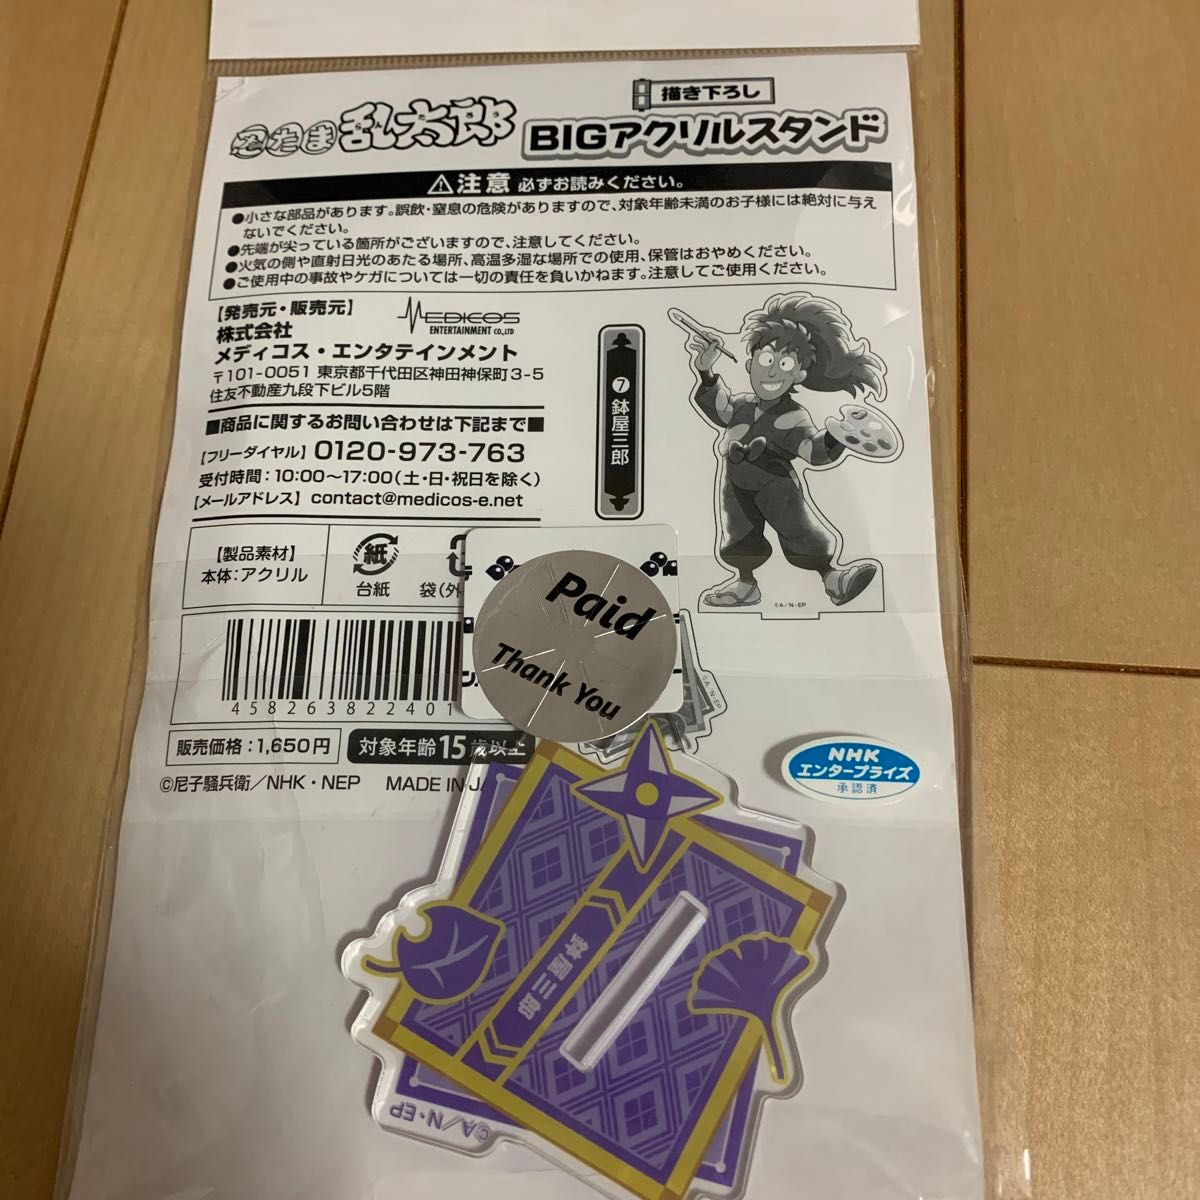 忍たま乱太郎
描き下ろし
BIGアクリルスタンド
⚠注意 必ずお読みください。
●小さな部品があります。誤飲・窒息の危険がありますので、対象年齢未満のお子様には絶対に与え
ないでください。
●先端が尖っている箇所がございますので、注意してください。
●火気の側や直射日光のあたる場所、高温多湿な場所での使用、保管はおやめください。
●ご使用中の事故やケガについては一切の責任を負いかねます。注意してご使用ください。
【発売元・販売元】
株式会社
メディコス・エンタテインメント
MEDICOS
ENTERTAINMENT CO.,LTD
〒101-0051 東京都千代田区神田神保町3-5
住友不動産九段下ビル5階
■商品に関するお問い合わせは下記まで■
【フリーダイヤル】0120-973-763
受付時間：10:00〜17:00（土・日・祝日を除く）
【メールアドレス】contact@medicos-e.net
❼鉢屋三郎
©A/N・EP
【製品素材】
本体：アクリル
紙
台紙
袋(外
Paid
Thank You
458263822401
©A/N・EP
販売価格：1,650円
対象年齢15歳以上
©尼子騒兵衛／NHK・NEP
MADE IN JA
NHK
エンタープライズ
承認済
鉢屋三郎
©A/N・EP